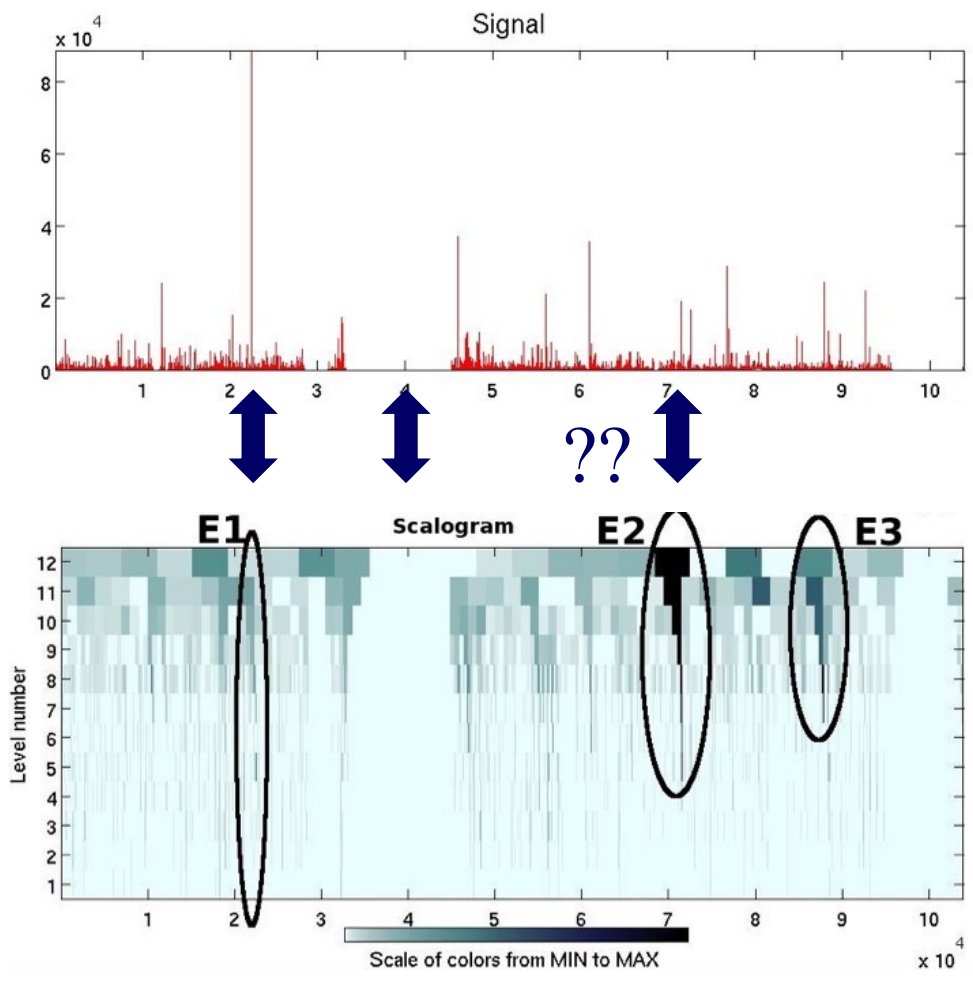 Signal
x 10 4
8
6
4
2
0
1 2 3 4 5 6 7 8 9 10
??
E1 Scalogram E2 E3
12
11
10
9
8
7
6
5
4
3
2
1
Level number
1 2 3 4 5 6 7 8 9 10
x 10 4
Scale of colors from MIN to MAX